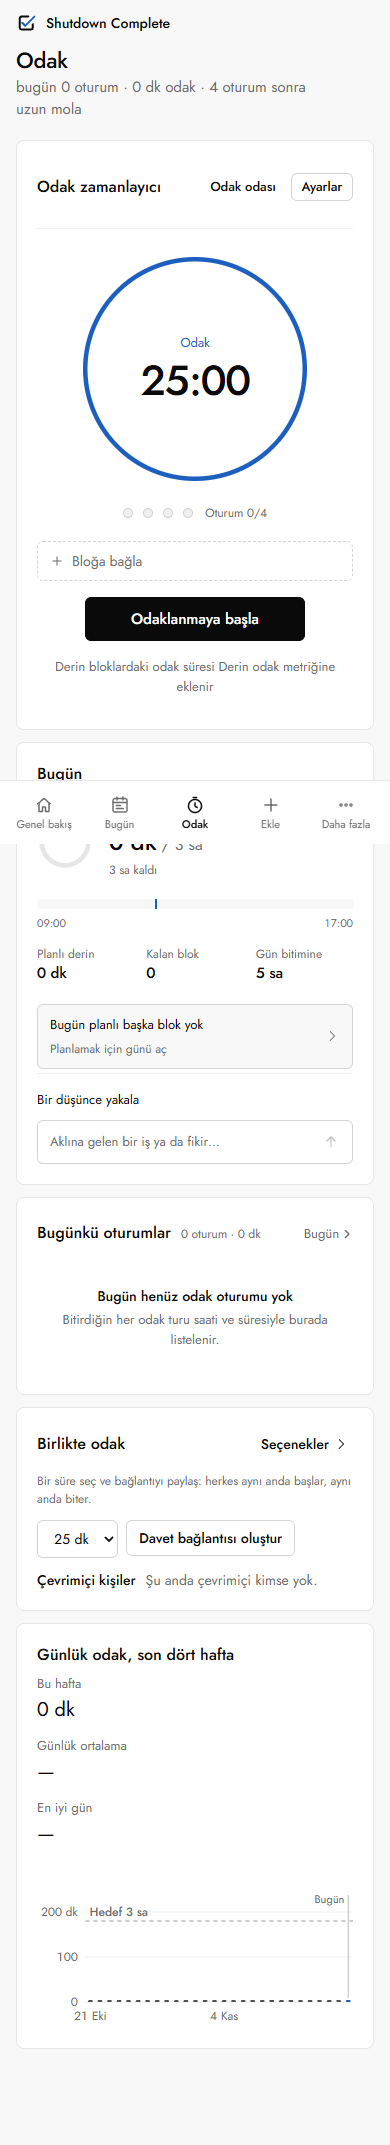 Shutdown Complete
Odak
bugün 0 oturum · 0 dk odak · 4 oturum sonra
uzun mola
Odak zamanlayıcı
Odak odası
Ayarlar
Odak
25:00
Oturum 0/4
Bloğa bağla
Odaklanmaya başla
Derin bloklardaki odak süresi Derin odak metriğine
eklenir
Bugün
Genel bakış
Bugün
Odak
Ekle
Daha fazla
0 dk / 3 sa
3 sa kaldı
09:00
17:00
Planlı derin
Kalan blok
Gün bitimine
0 dk
0
5 sa
Bugün planlı başka blok yok
Planlamak için günü aç
Bir düşünce yakala
Aklına gelen bir iş ya da fikir...
Bugünkü oturumlar
0 oturum · 0 dk
Bugün
Bugün henüz odak oturumu yok
Bitirdiğin her odak turu saati ve süresiyle burada
listelenir.
Birlikte odak
Seçenekler
Bir süre seç ve bağlantıyı paylaş: herkes aynı anda başlar, aynı
anda biter.
25 dk
Davet bağlantısı oluştur
Çevrimiçi kişiler
Şu anda çevrimiçi kimse yok.
Günlük odak, son dört hafta
Bu hafta
0 dk
Günlük ortalama
—
En iyi gün
—
Bugün
200 dk
Hedef 3 sa
100
0
21 Eki
4 Kas